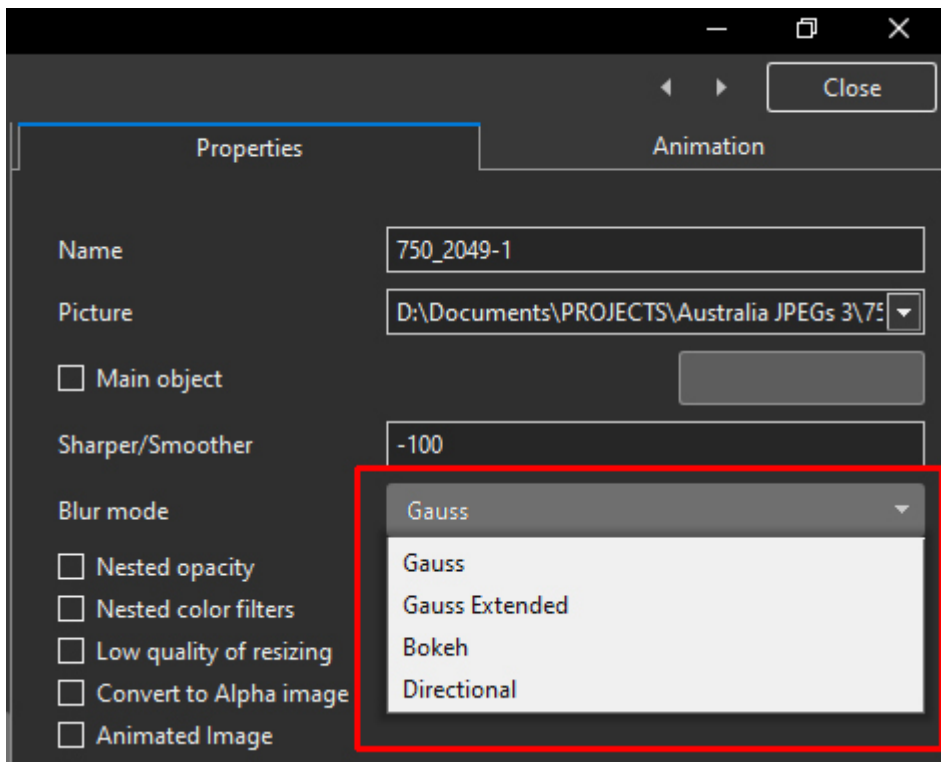 Close
Properties
Animation
Name
750_2049-1
Picture
D:\Documents\PROJECTS\Australia JPEGs 3\75
Main object
Sharper/Smoother
-100
Blur mode
Gauss
Gauss
Gauss Extended
Bokeh
Directional
Nested opacity
Nested color filters
Low quality of resizing
Convert to Alpha image
Animated Image